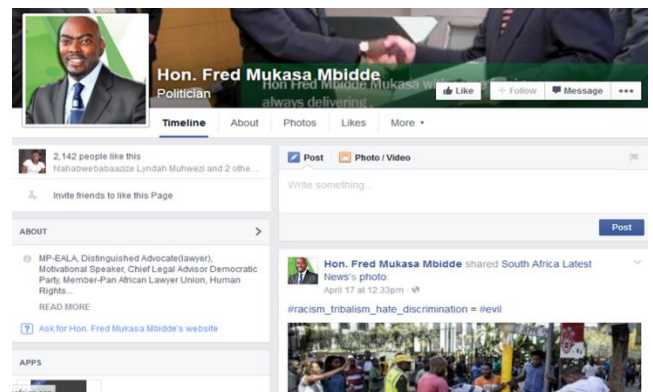 Hon. Fred Mukasa Mbidde
Politician
Hon Fred Mbidde Mukasa
always delivering.
Like
Follow
Message
Timeline
About
Photos
Likes
More
2,142 people like this
Nahabwebabaazize Lyndah Muhwezi and 2 othe...
Invite friends to like this Page
ABOUT
MP-EALA, Distinguished Advocate(lawyer),
Motivational Speaker, Chief Legal Advisor Democratic
Party, Member-Pan African Lawyer Union, Human
Rights...
READ MORE
? Ask for Hon. Fred Mukasa Mbidde's website
APPS
Post
Photo / Video
Write something...
Post
Hon. Fred Mukasa Mbidde shared South Africa Latest
News's photo.
April 17 at 12:33pm
#racism_tribalism_hate_discrimination = #evil